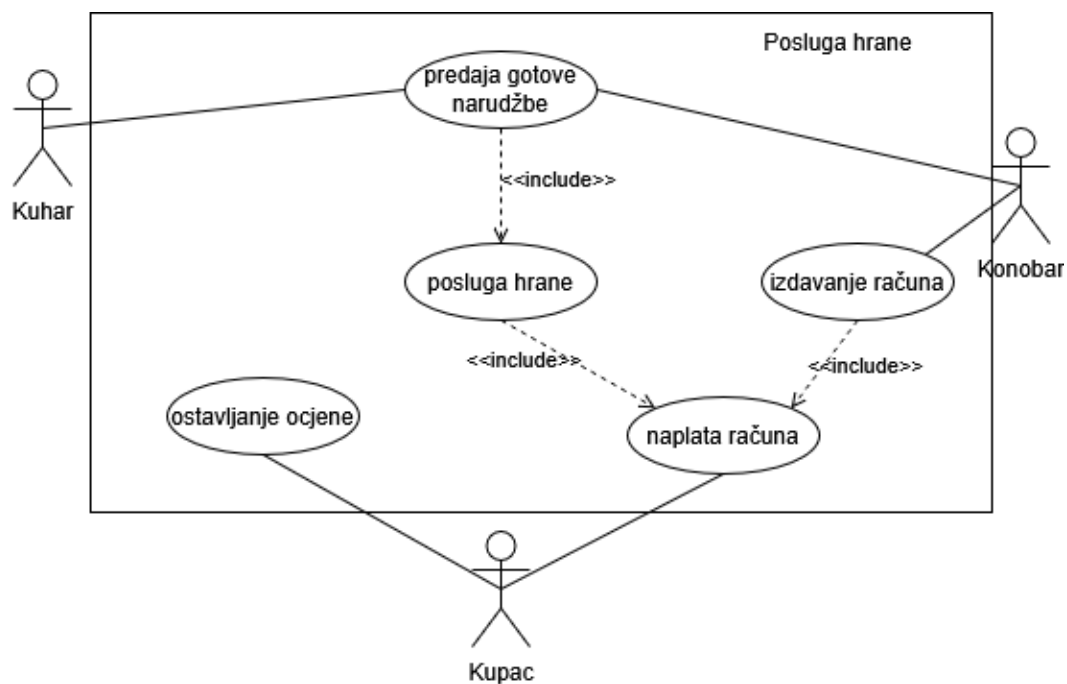 Posluga hrane
predaja gotove
narudžbe
Kuhar
<<include>>
Konobar
posluga hrane
izdavanje računa
<<include>>
<<include>>
ostavljanje ocjene
naplata računa
Kupac